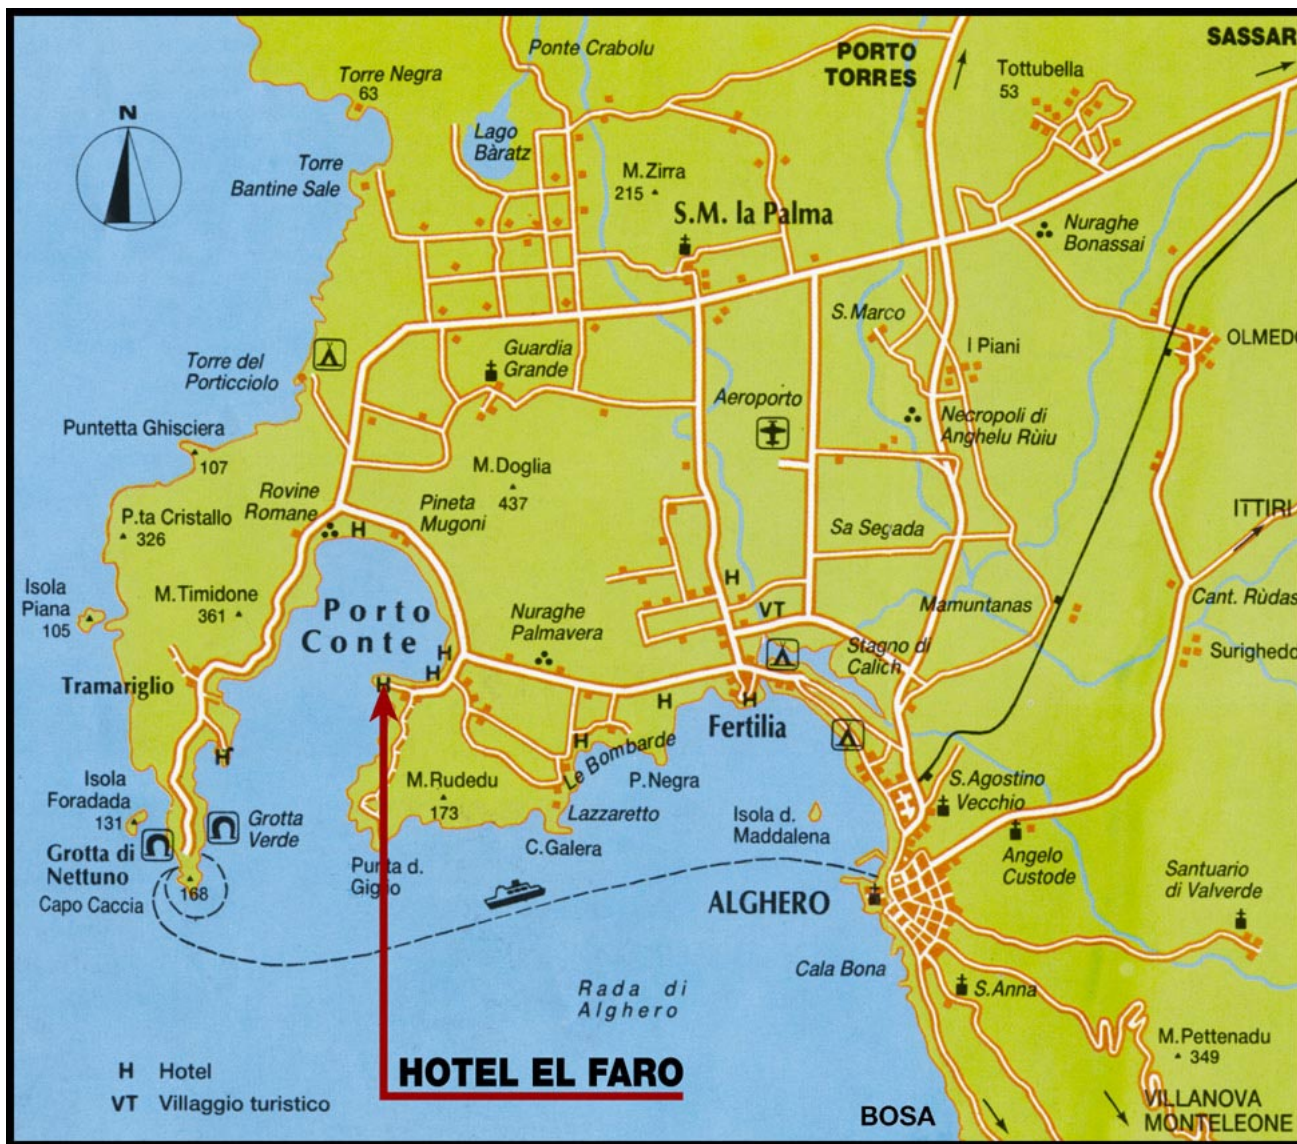 Ponte Crabolu
PORTO
TORRES
SASSAR
Tottubella
53
Torre Negra
63
N
Lago
Bàratz
Torre
Bantine Sale
M.Zirra
215
S.M. la Palma
Nuraghe
Bonassai
S.Marco
I Piani
OLMEDO
Torre del
Porticciolo
Guardia
Grande
Aeroporto
Necropoli di
Anghelu Rùiu
Puntetta Ghisciera
107
M.Doglia
437
Rovine
Romane
Pineta
Mugoni
P.ta Cristallo
326
H
Sa Segada
ITTIRI
Isola
Piana
105
M.Timidone
361
Porto
Conte
Nuraghe
Palmavera
H
VT
Mamuntanas
Cant. Rùdas
Stagno di
Calich
Surighedo
H
H
H
Tramariglio
H
H
Fertilia
H
H
Le Bombarde
P.Negra
M.Rudedu
173
Lazzaretto
C.Galera
Isola
Foradada
131
Grotta
Verde
Isola d.
Maddalena
S.Agostino
Vecchio
Grotta di
Nettuno
Capo Caccia
168
Punta d.
Giglio
Angelo
Custode
Santuario
di Valverde
ALGHERO
Cala Bona
S.Anna
Rada di
Alghero
M.Pettenadu
349
H Hotel
VT Villaggio turistico
HOTEL EL FARO
BOSA
VILLANOVA
MONTELEONE